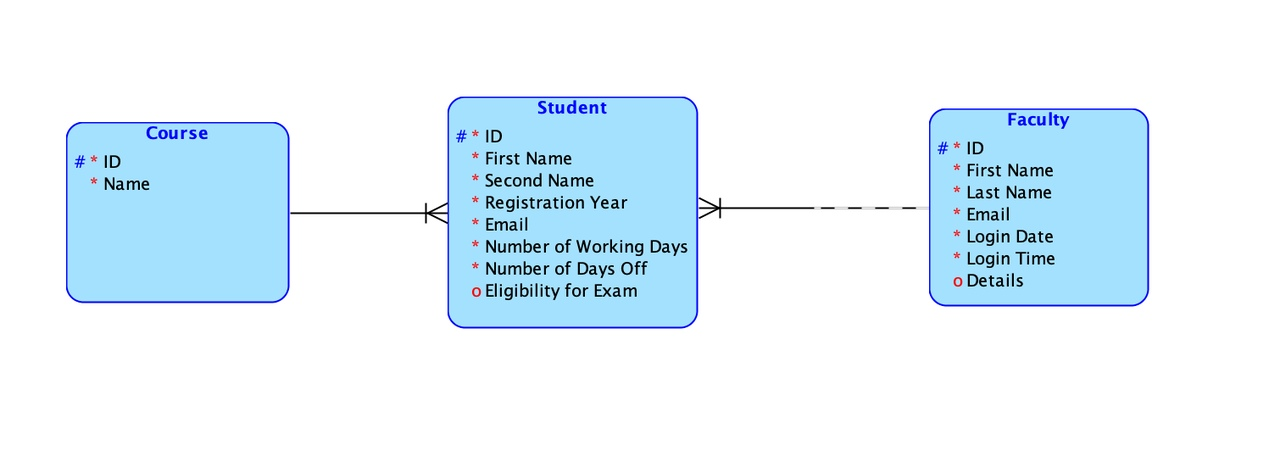 Course
# * ID
* Name
Student
# * ID
* First Name
* Second Name
* Registration Year
* Email
* Number of Working Days
* Number of Days Off
o Eligibility for Exam
Faculty
# * ID
* First Name
* Last Name
* Email
* Login Date
* Login Time
o Details